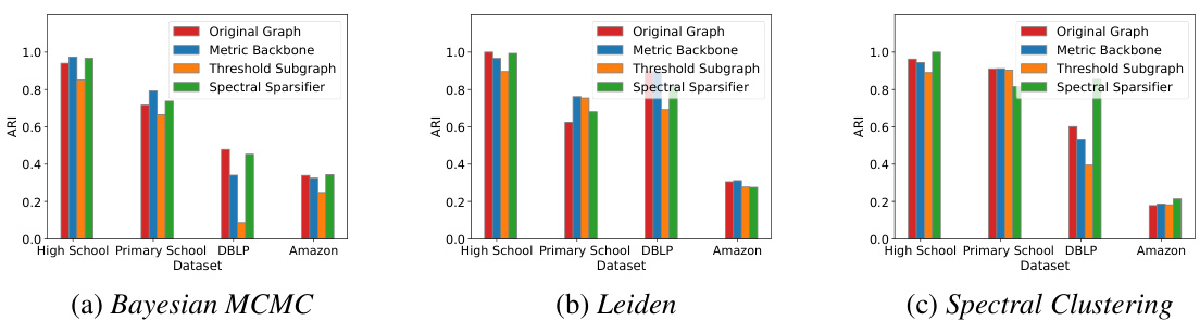 1.0
0.8
0.6
0.4
0.2
0.0
ARI
Original Graph
Metric Backbone
Threshold Subgraph
Spectral Sparsifier
High School Primary School DBLP Amazon
Dataset
(a) Bayesian MCMC
1.0
0.8
0.6
0.4
0.2
0.0
ARI
Original Graph
Metric Backbone
Threshold Subgraph
Spectral Sparsifier
High School Primary School DBLP Amazon
Dataset
(b) Leiden
1.0
0.8
0.6
0.4
0.2
0.0
ARI
Original Graph
Metric Backbone
Threshold Subgraph
Spectral Sparsifier
High School Primary School DBLP Amazon
Dataset
(c) Spectral Clustering